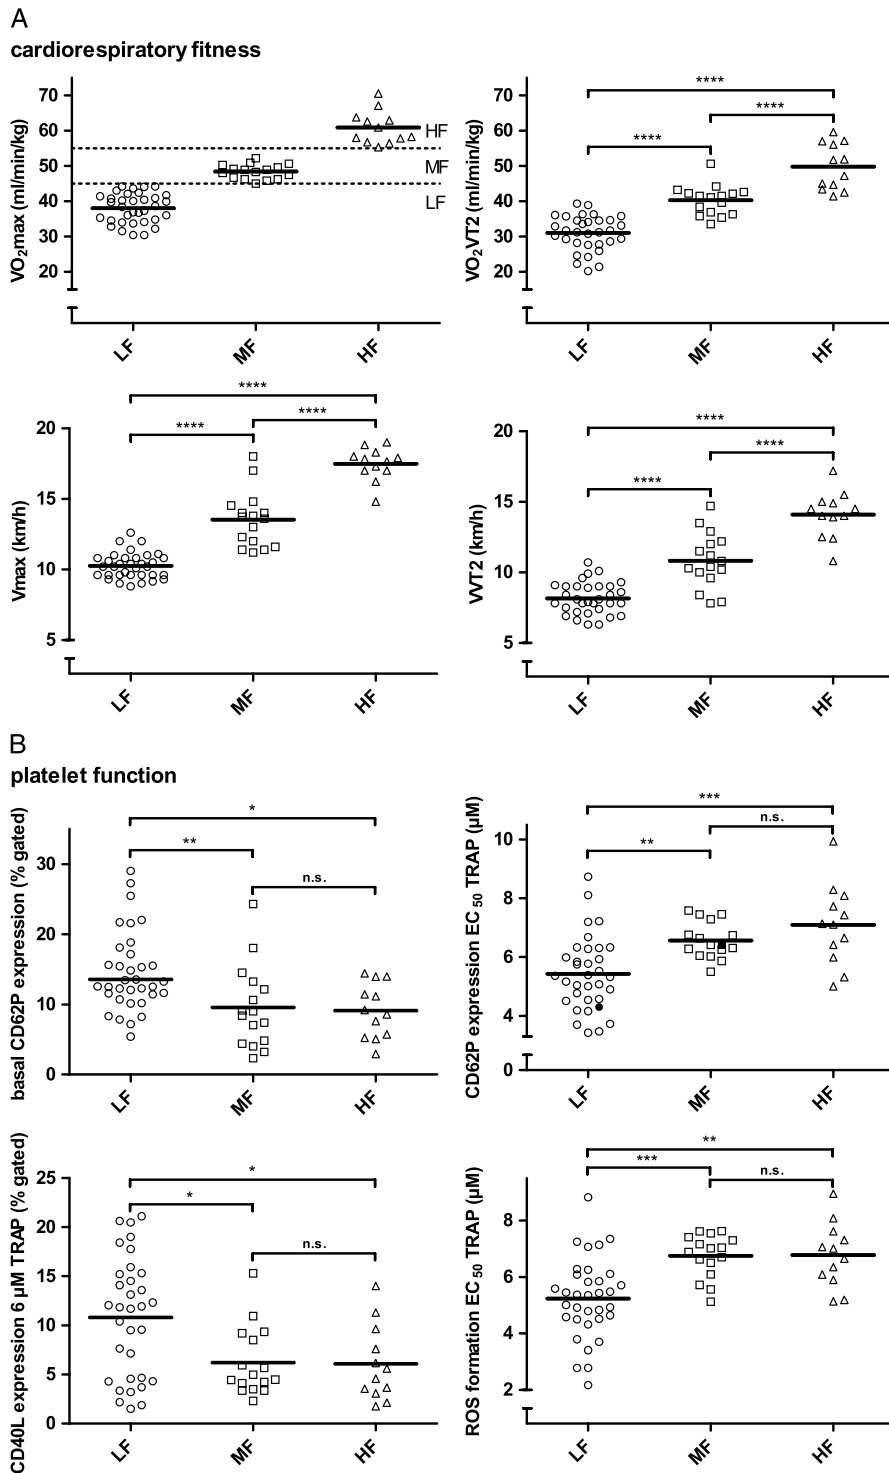 A
cardiorespiratory fitness
VO2max (ml/min/kg)
70
60
50
40
30
20
HF
MF
LF
LF
MF
HF
VO2VT2 (ml/min/kg)
70
60
50
40
30
20
****
****
****
LF
MF
HF
Vmax (km/h)
20
15
10
5
****
****
****
LF
MF
HF
VVT2 (km/h)
20
15
10
5
****
****
****
LF
MF
HF
B
platelet function
basal CD62P expression (% gated)
30
20
10
0
*
**
n.s.
LF
MF
HF
CD62P expression EC50 TRAP (µM)
10
8
6
4
0
***
n.s.
**
LF
MF
HF
CD40L expression 6 µM TRAP (% gated)
25
20
15
10
5
0
*
*
n.s.
LF
MF
HF
ROS formation EC50 TRAP (µM)
8
6
4
2
**
***
n.s.
LF
MF
HF